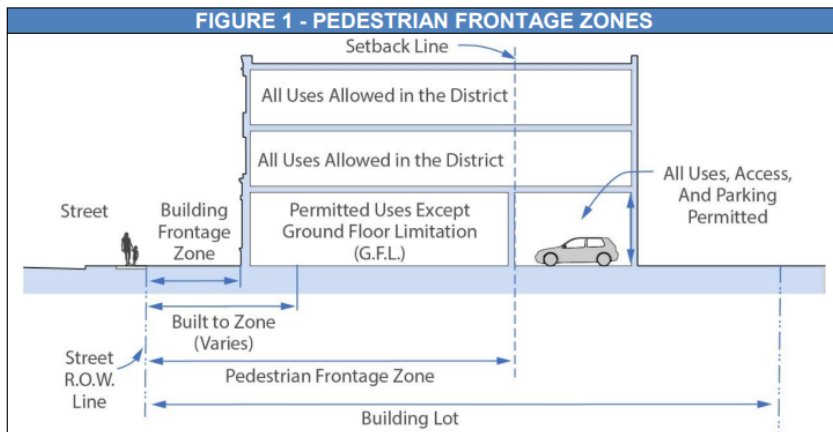 FIGURE 1 - PEDESTRIAN FRONTAGE ZONES
Setback Line
All Uses Allowed in the District
All Uses Allowed in the District
Street
Building
Frontage
Zone
Permitted Uses Except
Ground Floor Limitation
(G.F.L.)
All Uses, Access,
And Parking
Permitted
Built to Zone
(Varies)
Street
R.O.W.
Line
Pedestrian Frontage Zone
Building Lot